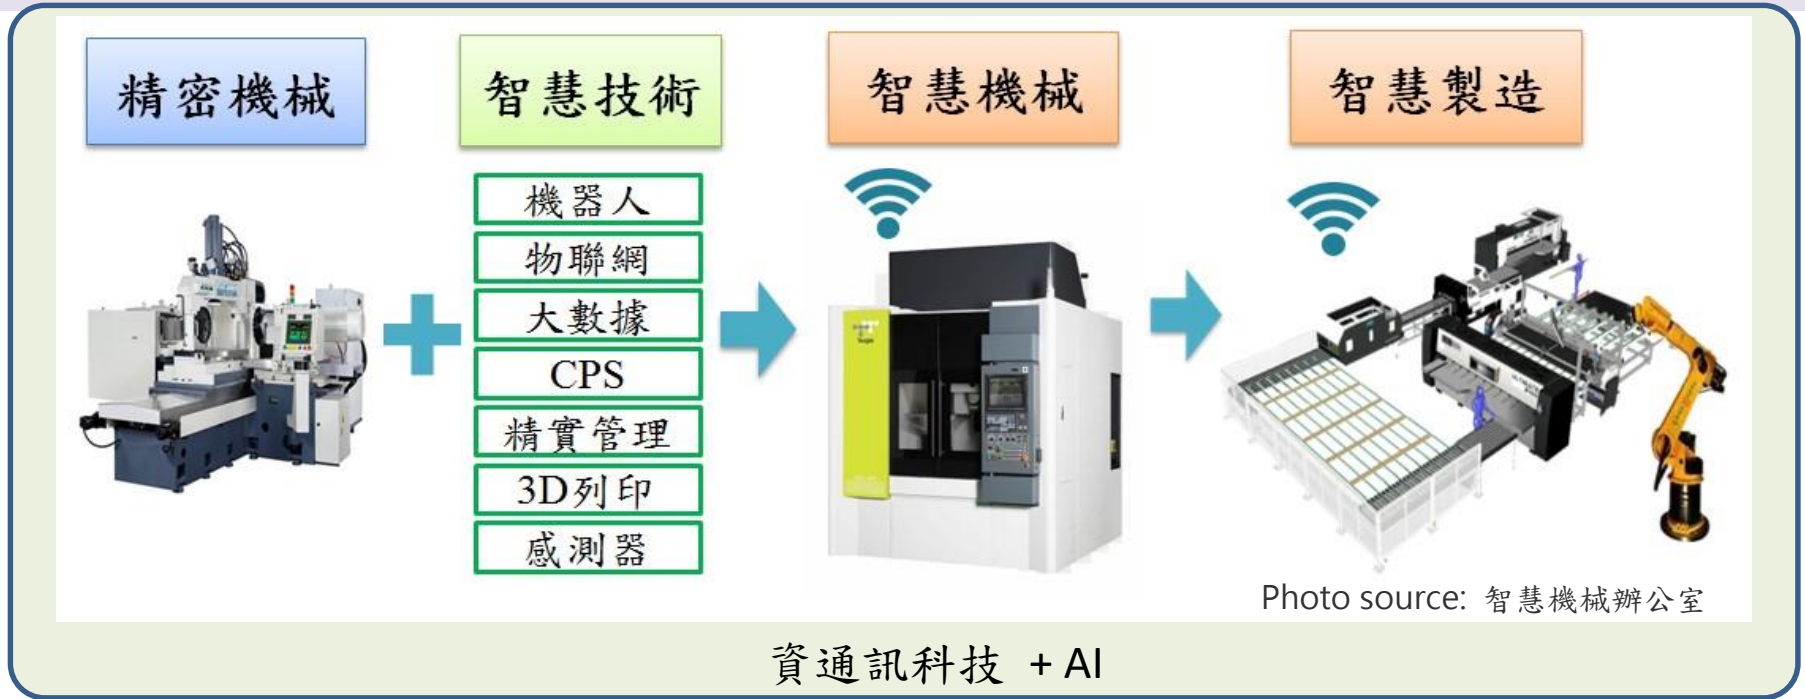 精密機械
智慧技術
智慧機械
智慧製造
機器人
物聯網
大數據
CPS
精實管理
3D列印
感測器
Photo source: 智慧機械辦公室
資通訊科技 + AI